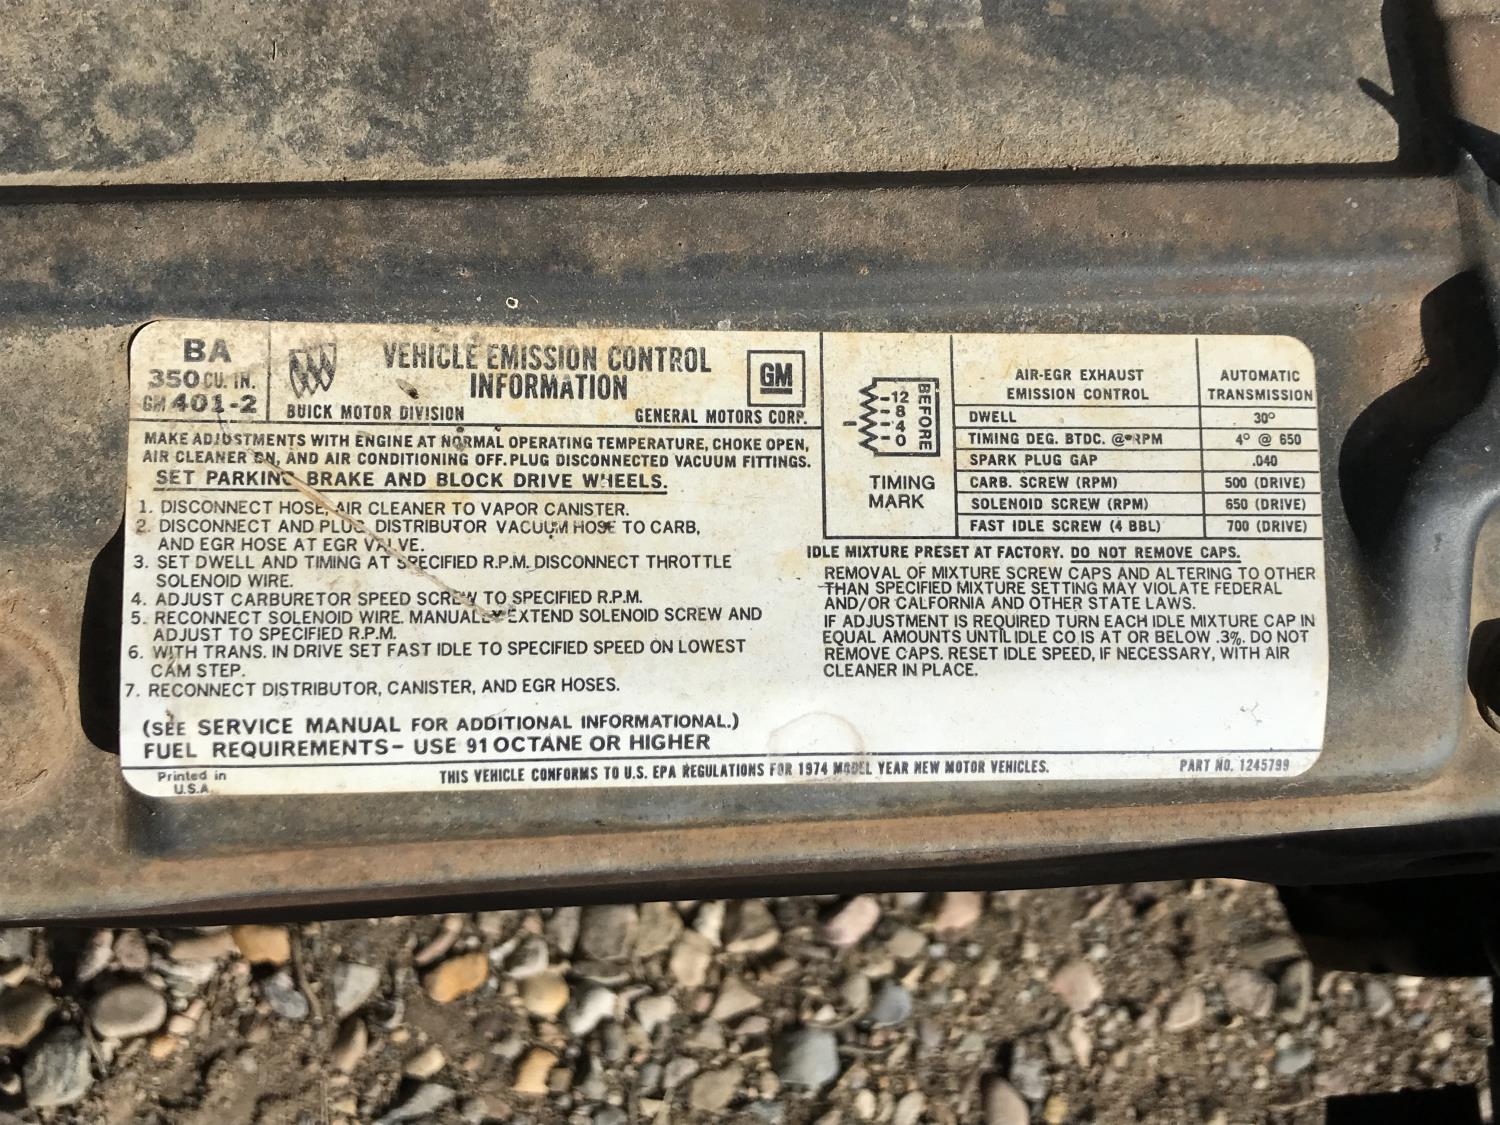 BA
350 CU. IN.
GM 401-2
VEHICLE EMISSION CONTROL
INFORMATION
BUICK MOTOR DIVISION
GM
GENERAL MOTORS CORP.
MAKE ADJUSTMENTS WITH ENGINE AT NORMAL OPERATING TEMPERATURE, CHOKE OPEN,
AIR CLEANER ON, AND AIR CONDITIONING OFF. PLUG DISCONNECTED VACUUM FITTINGS.
SET PARKING BRAKE AND BLOCK DRIVE WHEELS.
1. DISCONNECT HOSE, AIR CLEANER TO VAPOR CANISTER.
2. DISCONNECT AND PLUG DISTRIBUTOR VACUUM HOSE TO CARB,
AND EGR HOSE AT EGR VALVE.
3. SET DWELL AND TIMING AT SPECIFIED R.P.M. DISCONNECT THROTTLE
SOLENOID WIRE.
4. ADJUST CARBURETOR SPEED SCREW TO SPECIFIED R.P.M.
5. RECONNECT SOLENOID WIRE. MANUALLY EXTEND SOLENOID SCREW AND
ADJUST TO SPECIFIED R.P.M.
6. WITH TRANS. IN DRIVE SET FAST IDLE TO SPECIFIED SPEED ON LOWEST
CAM STEP.
7. RECONNECT DISTRIBUTOR, CANISTER, AND EGR HOSES.
(SEE SERVICE MANUAL FOR ADDITIONAL INFORMATIONAL.)
FUEL REQUIREMENTS- USE 91 OCTANE OR HIGHER
12
8
4
0
BEFORE
TIMING
MARK
AIR-EGR EXHAUST
EMISSION CONTROL
AUTOMATIC
TRANSMISSION
DWELL 30°
TIMING DEG. BTDC. @ RPM 4° @ 650
SPARK PLUG GAP .040
CARB. SCREW (RPM) 500 (DRIVE)
SOLENOID SCREW (RPM) 650 (DRIVE)
FAST IDLE SCREW (4 BBL) 700 (DRIVE)
IDLE MIXTURE PRESET AT FACTORY. DO NOT REMOVE CAPS.
REMOVAL OF MIXTURE SCREW CAPS AND ALTERING TO OTHER
THAN SPECIFIED MIXTURE SETTING MAY VIOLATE FEDERAL
AND/OR CALFORNIA AND OTHER STATE LAWS.
IF ADJUSTMENT IS REQUIRED TURN EACH IDLE MIXTURE CAP IN
EQUAL AMOUNTS UNTIL IDLE CO IS AT OR BELOW .3%. DO NOT
REMOVE CAPS. RESET IDLE SPEED, IF NECESSARY, WITH AIR
CLEANER IN PLACE.
Printed in
U.S.A.
THIS VEHICLE CONFORMS TO U.S. EPA REGULATIONS FOR 1974 MODEL YEAR NEW MOTOR VEHICLES.
PART NO. 1245799